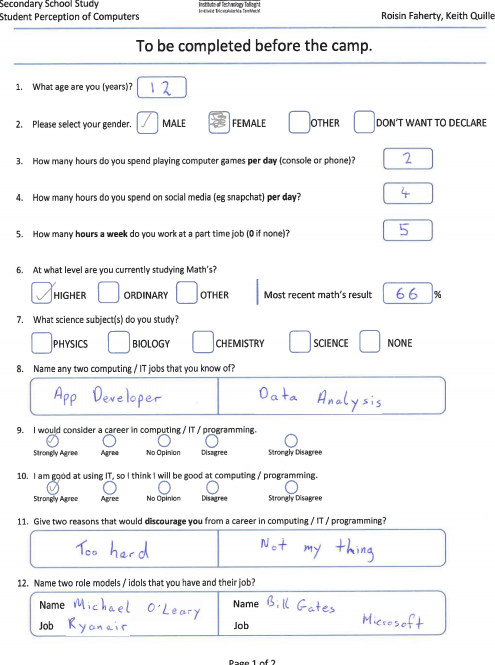 Secondary School Study
Student Perception of Computers
Institute of Technology Tallaght
Roisin Faherty, Keith Quille
To be completed before the camp.
1. What age are you (years)? 12
2. Please select your gender. MALE FEMALE OTHER DON'T WANT TO DECLARE
3. How many hours do you spend playing computer games per day (console or phone)? 2
4. How many hours do you spend on social media (eg snapchat) per day? 4
5. How many hours a week do you work at a part time job (0 if none)? 5
6. At what level are you currently studying Math's?
HIGHER ORDINARY OTHER Most recent math's result 66 %
7. What science subject(s) do you study?
PHYSICS BIOLOGY CHEMISTRY SCIENCE NONE
8. Name any two computing / IT jobs that you know of?
App Developer Data Analysis
9. I would consider a career in computing / IT / programming.
Strongly Agree Agree No Opinion Disagree Strongly Disagree
10. I am good at using IT, so I think I will be good at computing / programming.
Strongly Agree Agree No Opinion Disagree Strongly Disagree
11. Give two reasons that would discourage you from a career in computing / IT / programming?
Too hard Not my thing
12. Name two role models / idols that you have and their job?
Name Michael O'Leary Name Bill Gates
Job Ryanair Job Microsoft
Page 1 of 2